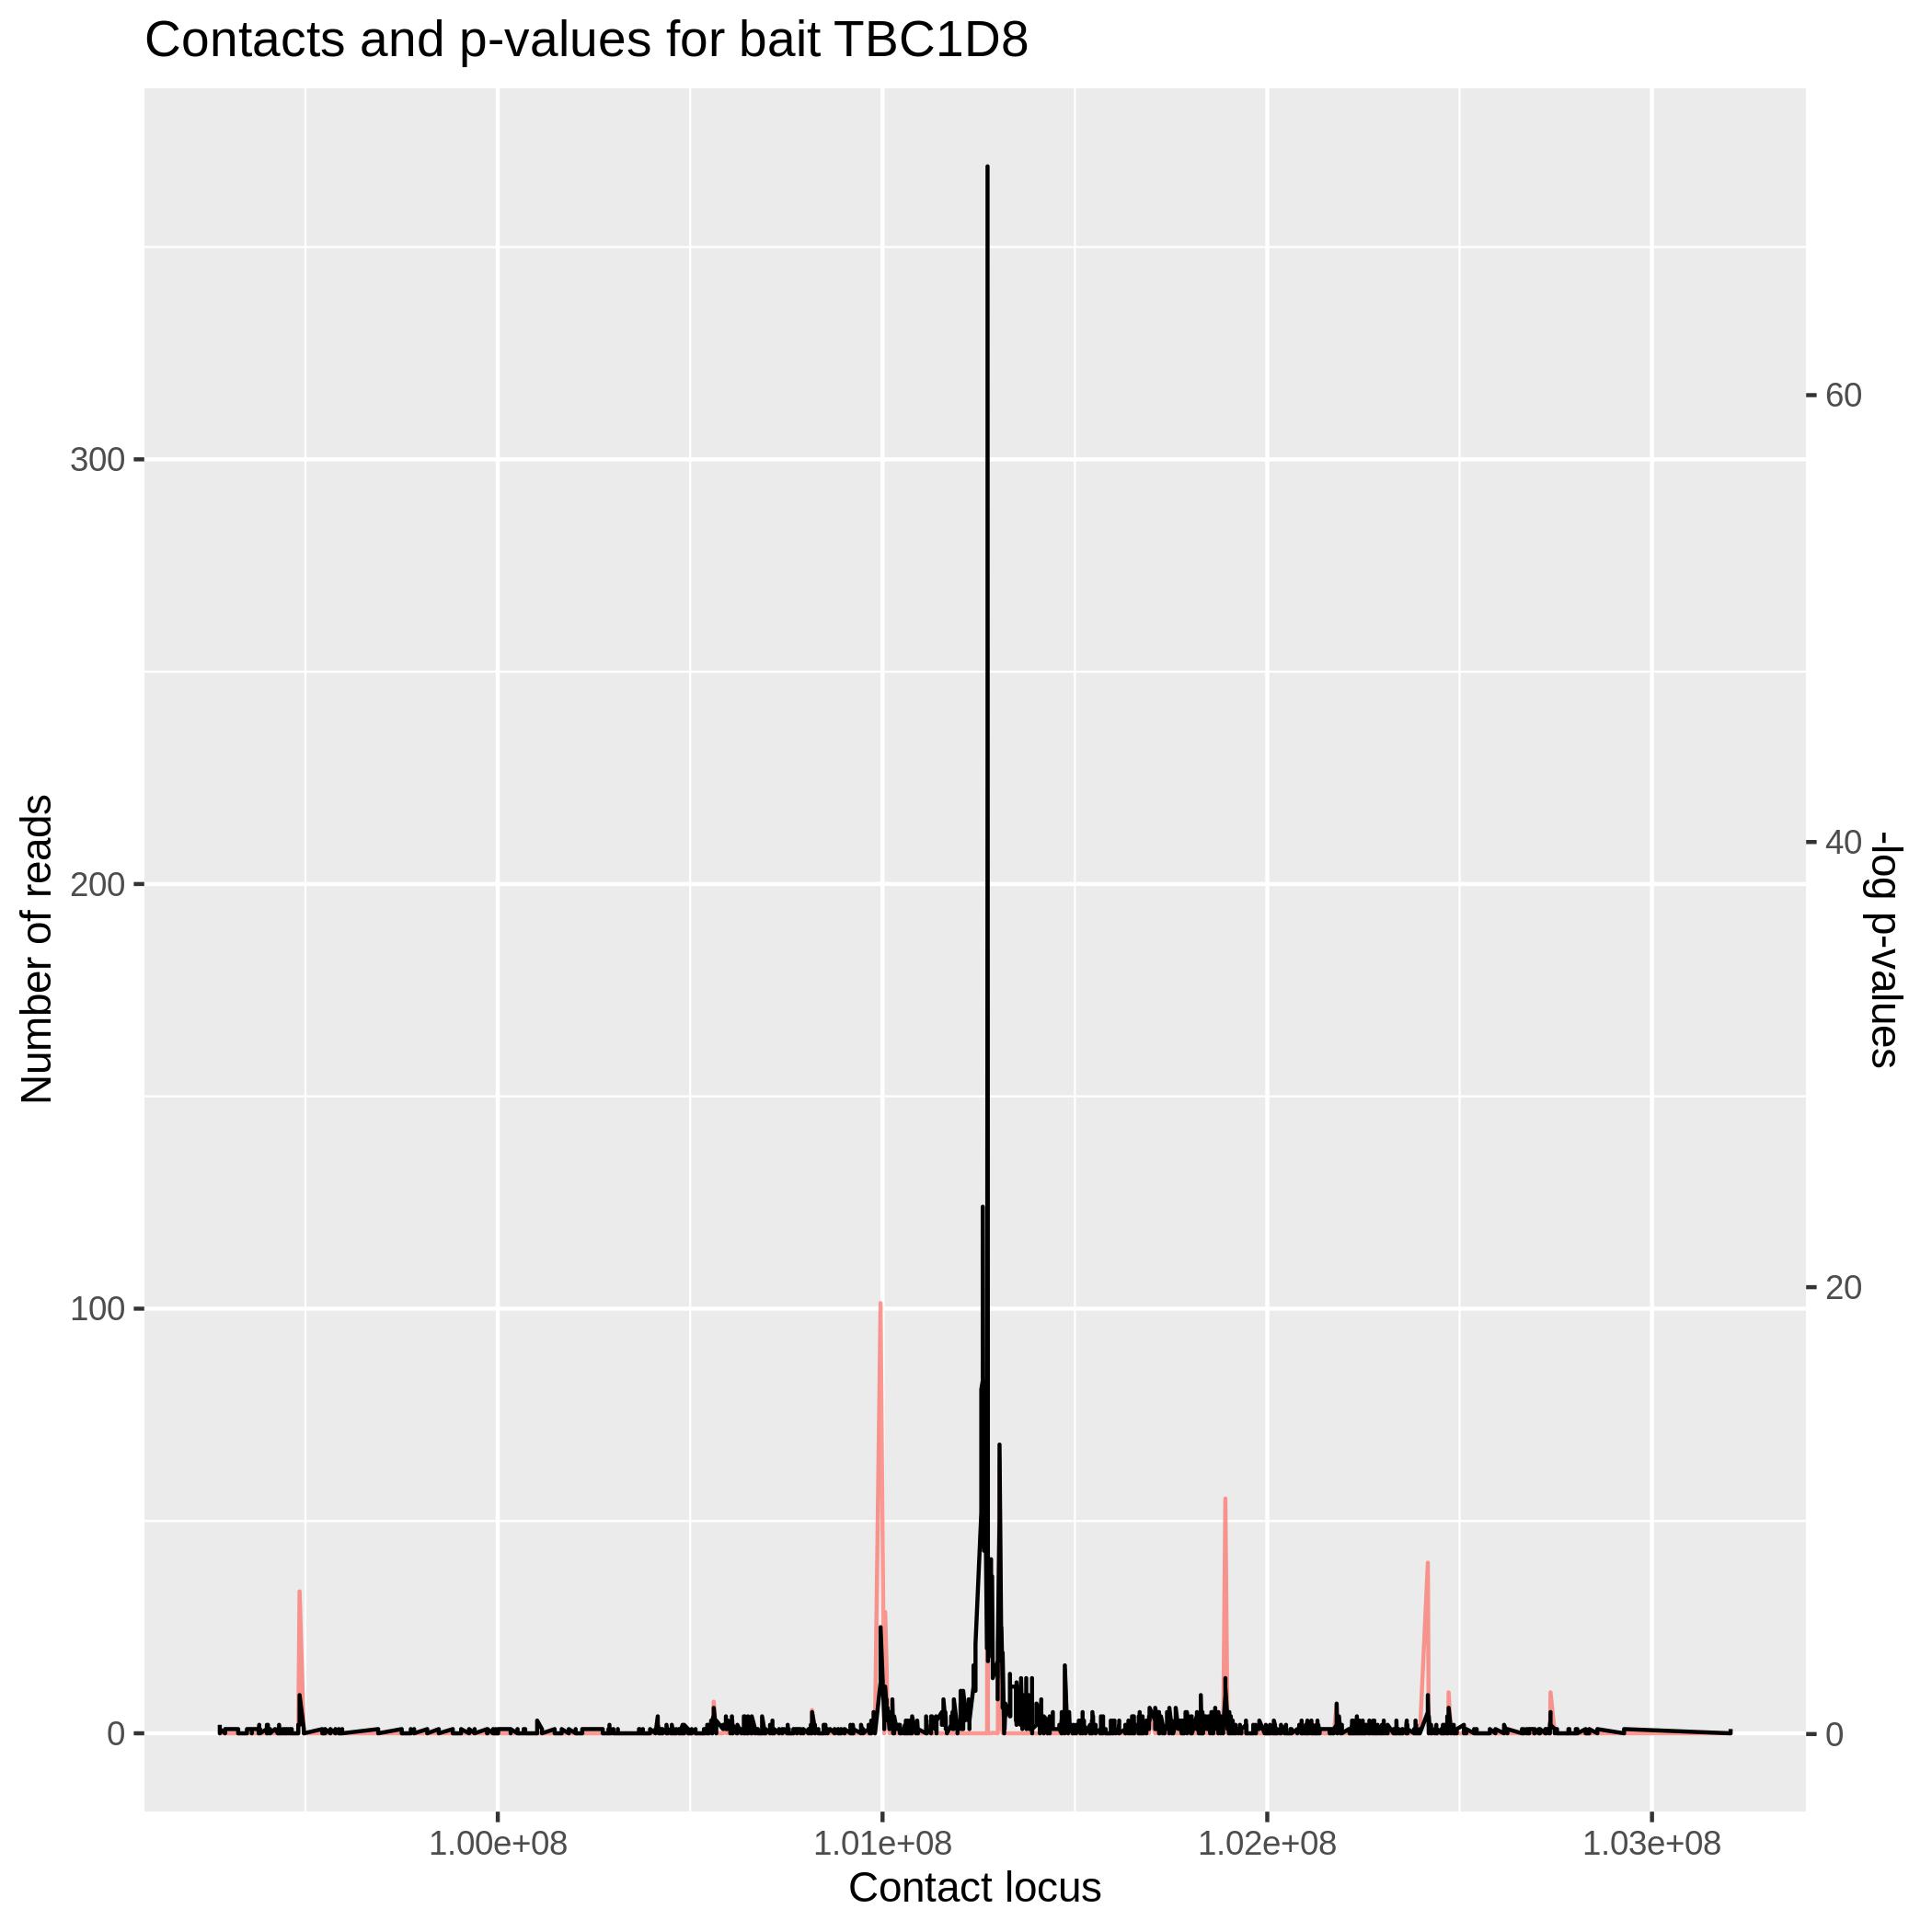 Contacts and p-values for bait TBC1D8
Number of reads
300
200
100
0
60
40
20
0
-log p-values
1.00e+08
1.01e+08
1.02e+08
1.03e+08
Contact locus